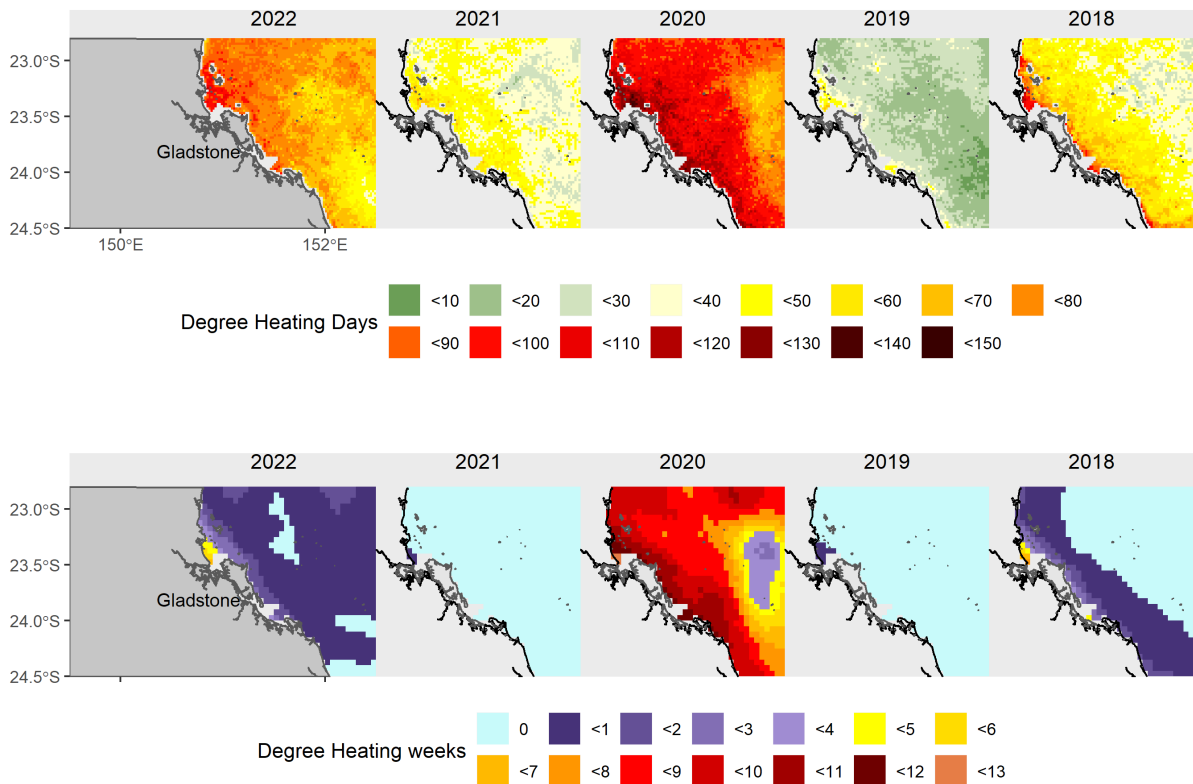 2022 2021 2020 2019 2018
23.0°S
23.5°S
Gladstone
24.0°S
24.5°S
150°E 152°E
Degree Heating Days
<10 <20 <30 <40 <50 <60 <70 <80
<90 <100 <110 <120 <130 <140 <150
2022 2021 2020 2019 2018
23.0°S
23.5°S
Gladstone
24.0°S
24.5°S
Degree Heating weeks
0 <1 <2 <3 <4 <5 <6
<7 <8 <9 <10 <11 <12 <13